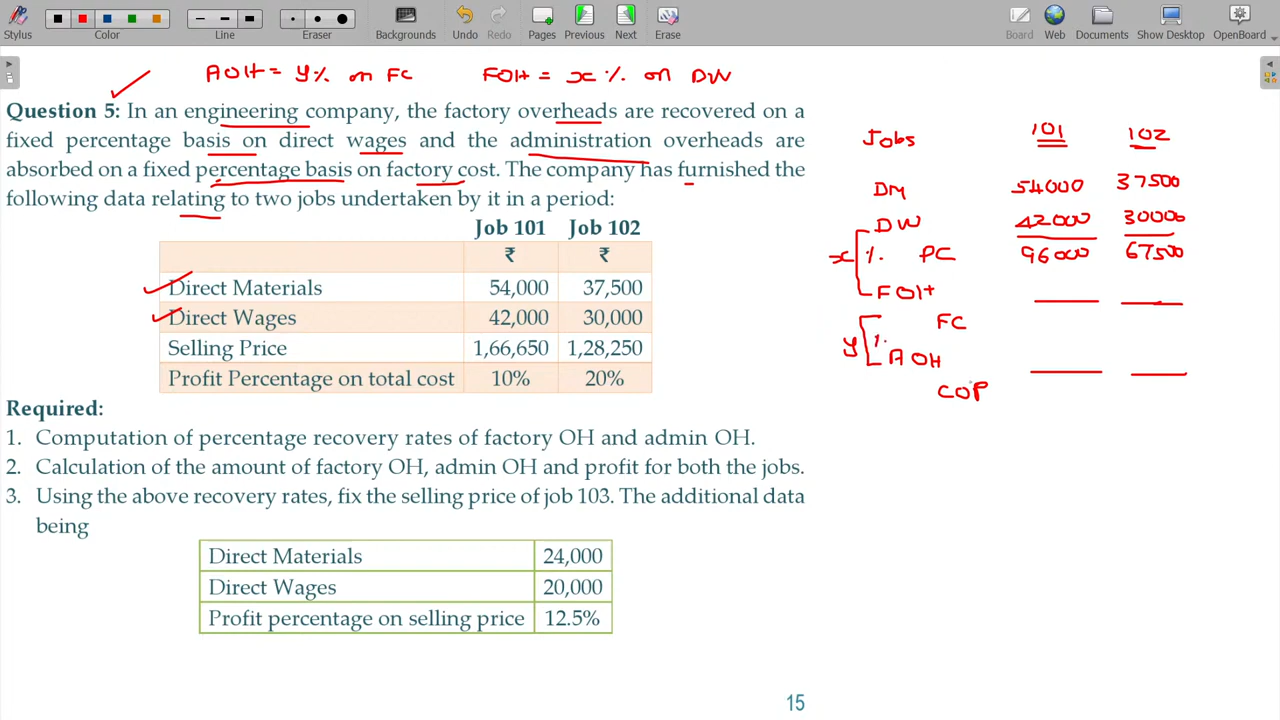 Stylus
Color
Line
Eraser
Backgrounds
Undo
Redo
Pages
Previous
Next
Erase
Board
Web
Documents
Show Desktop
OpenBoard
AOH = y% on FC FOH = x % on DW
Question 5: In an engineering company, the factory overheads are recovered on a
fixed percentage basis on direct wages and the administration overheads are
absorbed on a fixed percentage basis on factory cost. The company has furnished the
following data relating to two jobs undertaken by it in a period:
Job 101 Job 102
₹ ₹
Direct Materials 54,000 37,500
Direct Wages 42,000 30,000
Selling Price 1,66,650 1,28,250
Profit Percentage on total cost 10% 20%
Required:
1. Computation of percentage recovery rates of factory OH and admin OH.
2. Calculation of the amount of factory OH, admin OH and profit for both the jobs.
3. Using the above recovery rates, fix the selling price of job 103. The additional data
being
Direct Materials 24,000
Direct Wages 20,000
Profit percentage on selling price 12.5%
15
Jobs 101 102
DM 54000 37500
DW 42000 30000
x % PC 96000 67500
FOH
FC
y %
AOH
COP